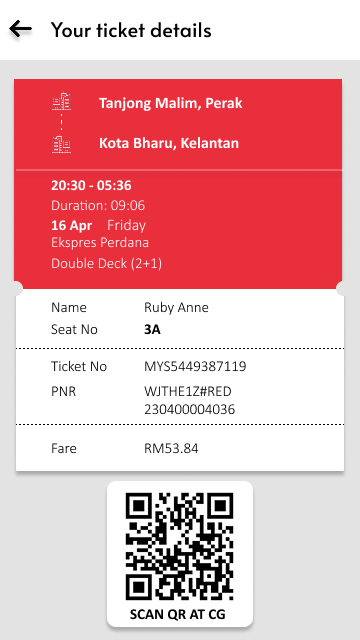 Your ticket details
Tanjong Malim, Perak
Kota Bharu, Kelantan
20:30 - 05:36
Duration: 09:06
16 Apr Friday
Ekspres Perdana
Double Deck (2+1)
Name Ruby Anne
Seat No 3A
Ticket No MYS5449387119
PNR WJTHE1Z#RED
230400004036
Fare RM53.84
SCAN QR AT CG